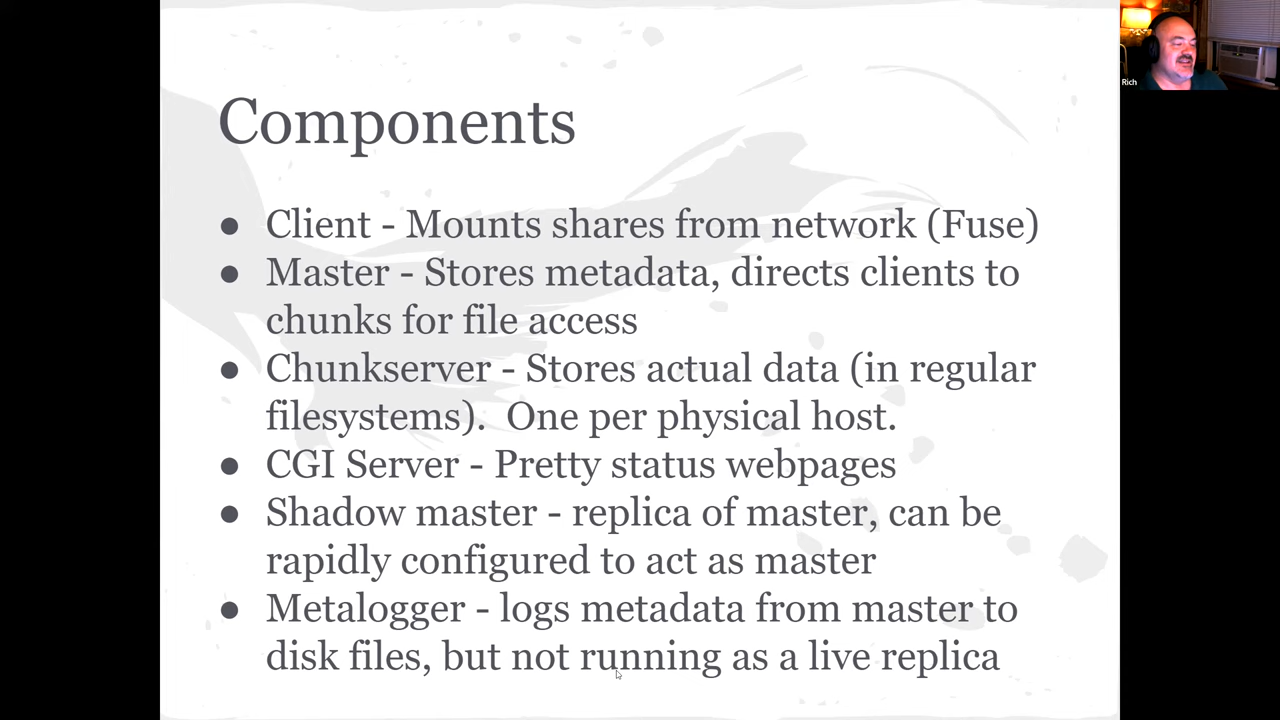 Rich
Components
● Client - Mounts shares from network (Fuse)
● Master - Stores metadata, directs clients to
chunks for file access
● Chunkserver - Stores actual data (in regular
filesystems).  One per physical host.
● CGI Server - Pretty status webpages
● Shadow master - replica of master, can be
rapidly configured to act as master
● Metalogger - logs metadata from master to
disk files, but not running as a live replica